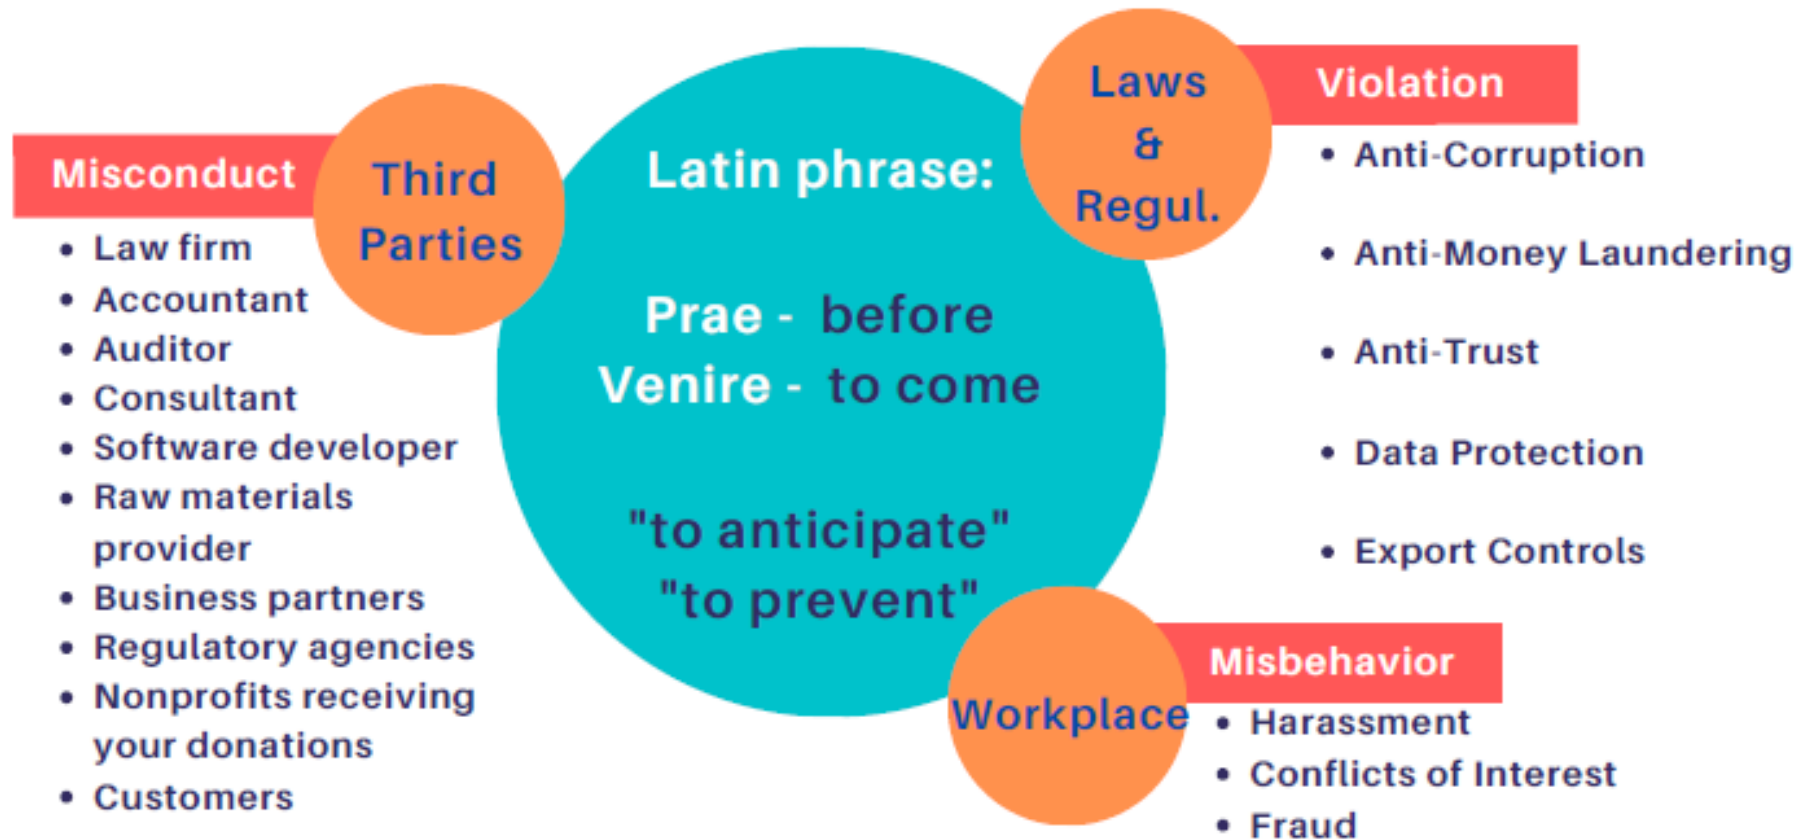 Misconduct
Third
Parties
• Law firm
• Accountant
• Auditor
• Consultant
• Software developer
• Raw materials
provider
• Business partners
• Regulatory agencies
• Nonprofits receiving
your donations
• Customers
Latin phrase:
Prae - before
Venire - to come
"to anticipate"
"to prevent"
Laws
&
Regul.
Violation
• Anti-Corruption
• Anti-Money Laundering
• Anti-Trust
• Data Protection
• Export Controls
Workplace
Misbehavior
• Harassment
• Conflicts of Interest
• Fraud